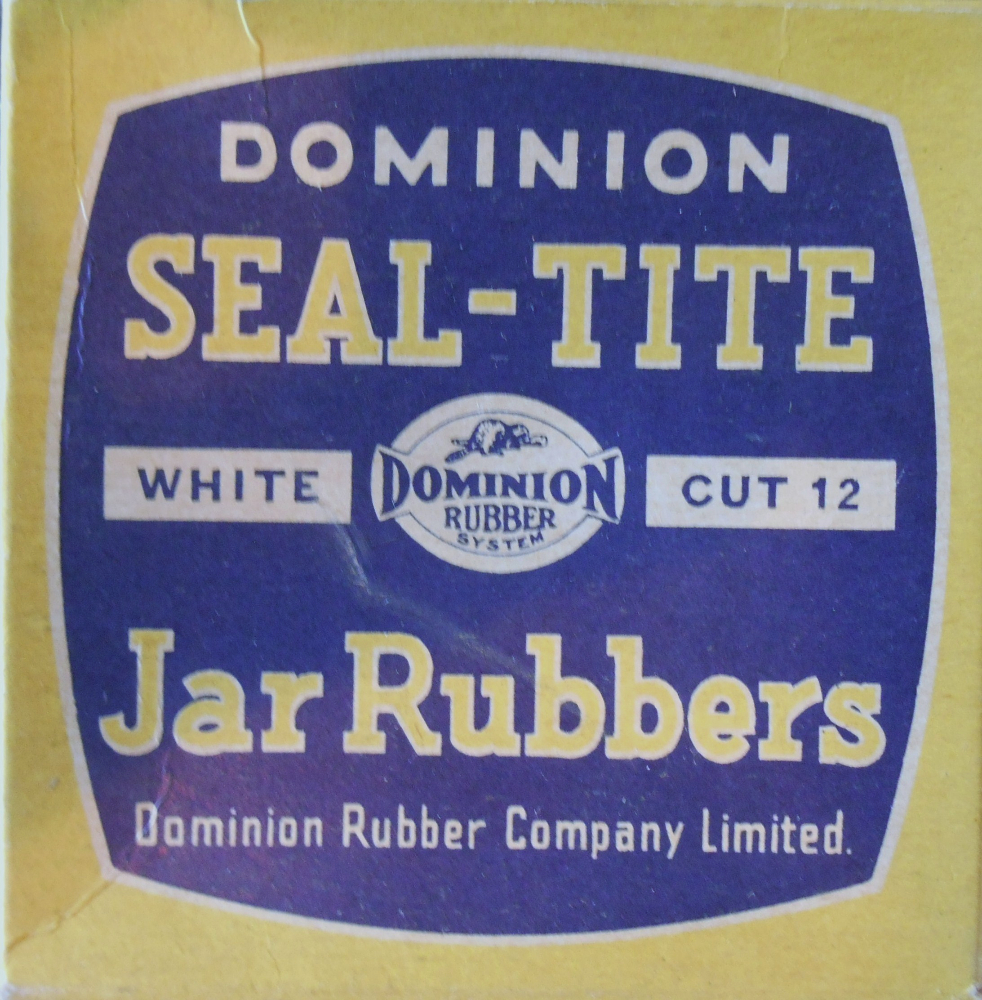 DOMINION
SEAL-TITE
WHITE
DOMINION
RUBBER
SYSTEM
CUT 12
Jar Rubbers
Dominion Rubber Company Limited.